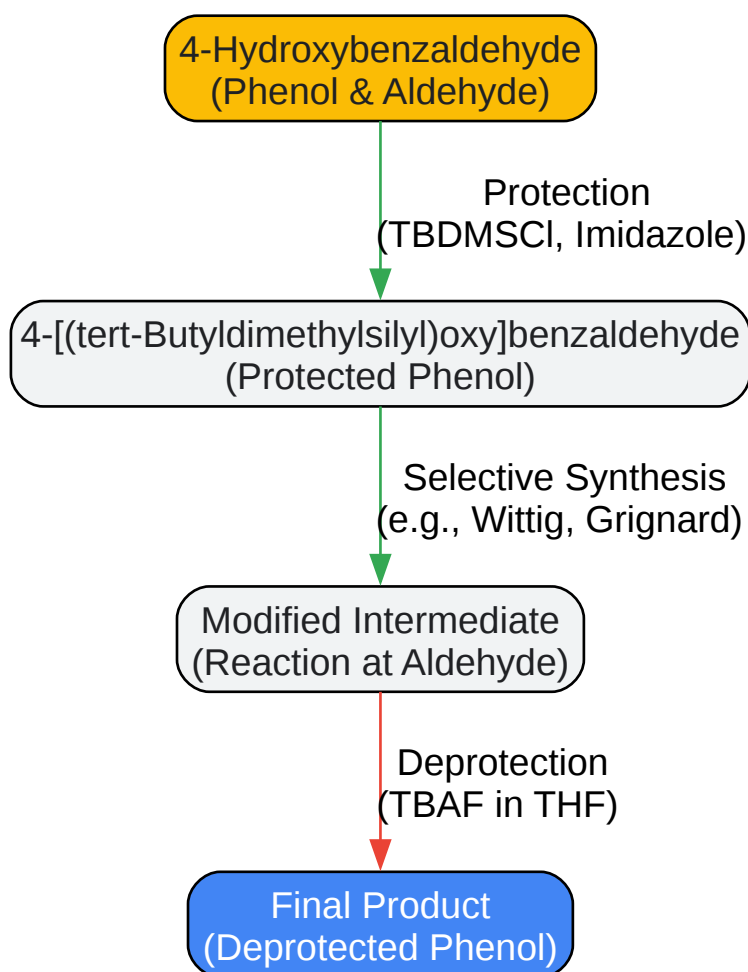 4-Hydroxybenzaldehyde
(Phenol & Aldehyde)
Protection
(TBDMSCl, Imidazole)
4-[(tert-Butyldimethylsilyl)oxy]benzaldehyde
(Protected Phenol)
Selective Synthesis
(e.g., Wittig, Grignard)
Modified Intermediate
(Reaction at Aldehyde)
Deprotection
(TBAF in THF)
Final Product
(Deprotected Phenol)